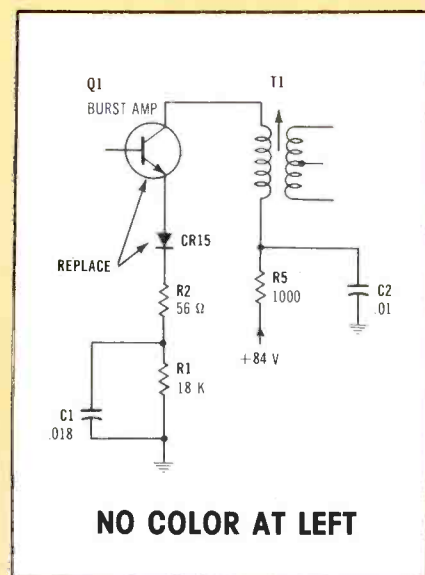 Q1
BURST AMP
T1
CR15
REPLACE
R2
56 Ω
R5
1000
C2
.01
+84 V
R1
18 K
C1
.018
NO COLOR AT LEFT